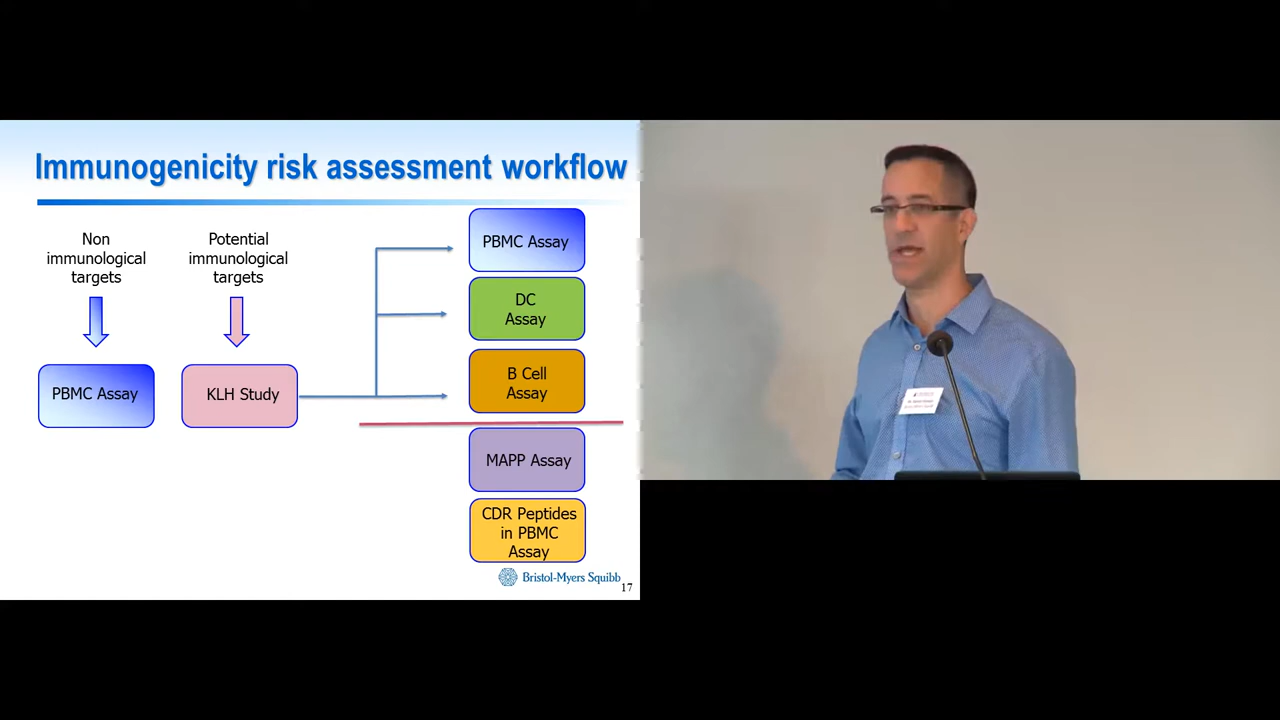 Immunogenicity risk assessment workflow
Non
immunological
targets
Potential
immunological
targets
PBMC Assay
KLH Study
PBMC Assay
DC
Assay
B Cell
Assay
MAPP Assay
CDR Peptides
in PBMC
Assay
Bristol-Myers Squibb
17